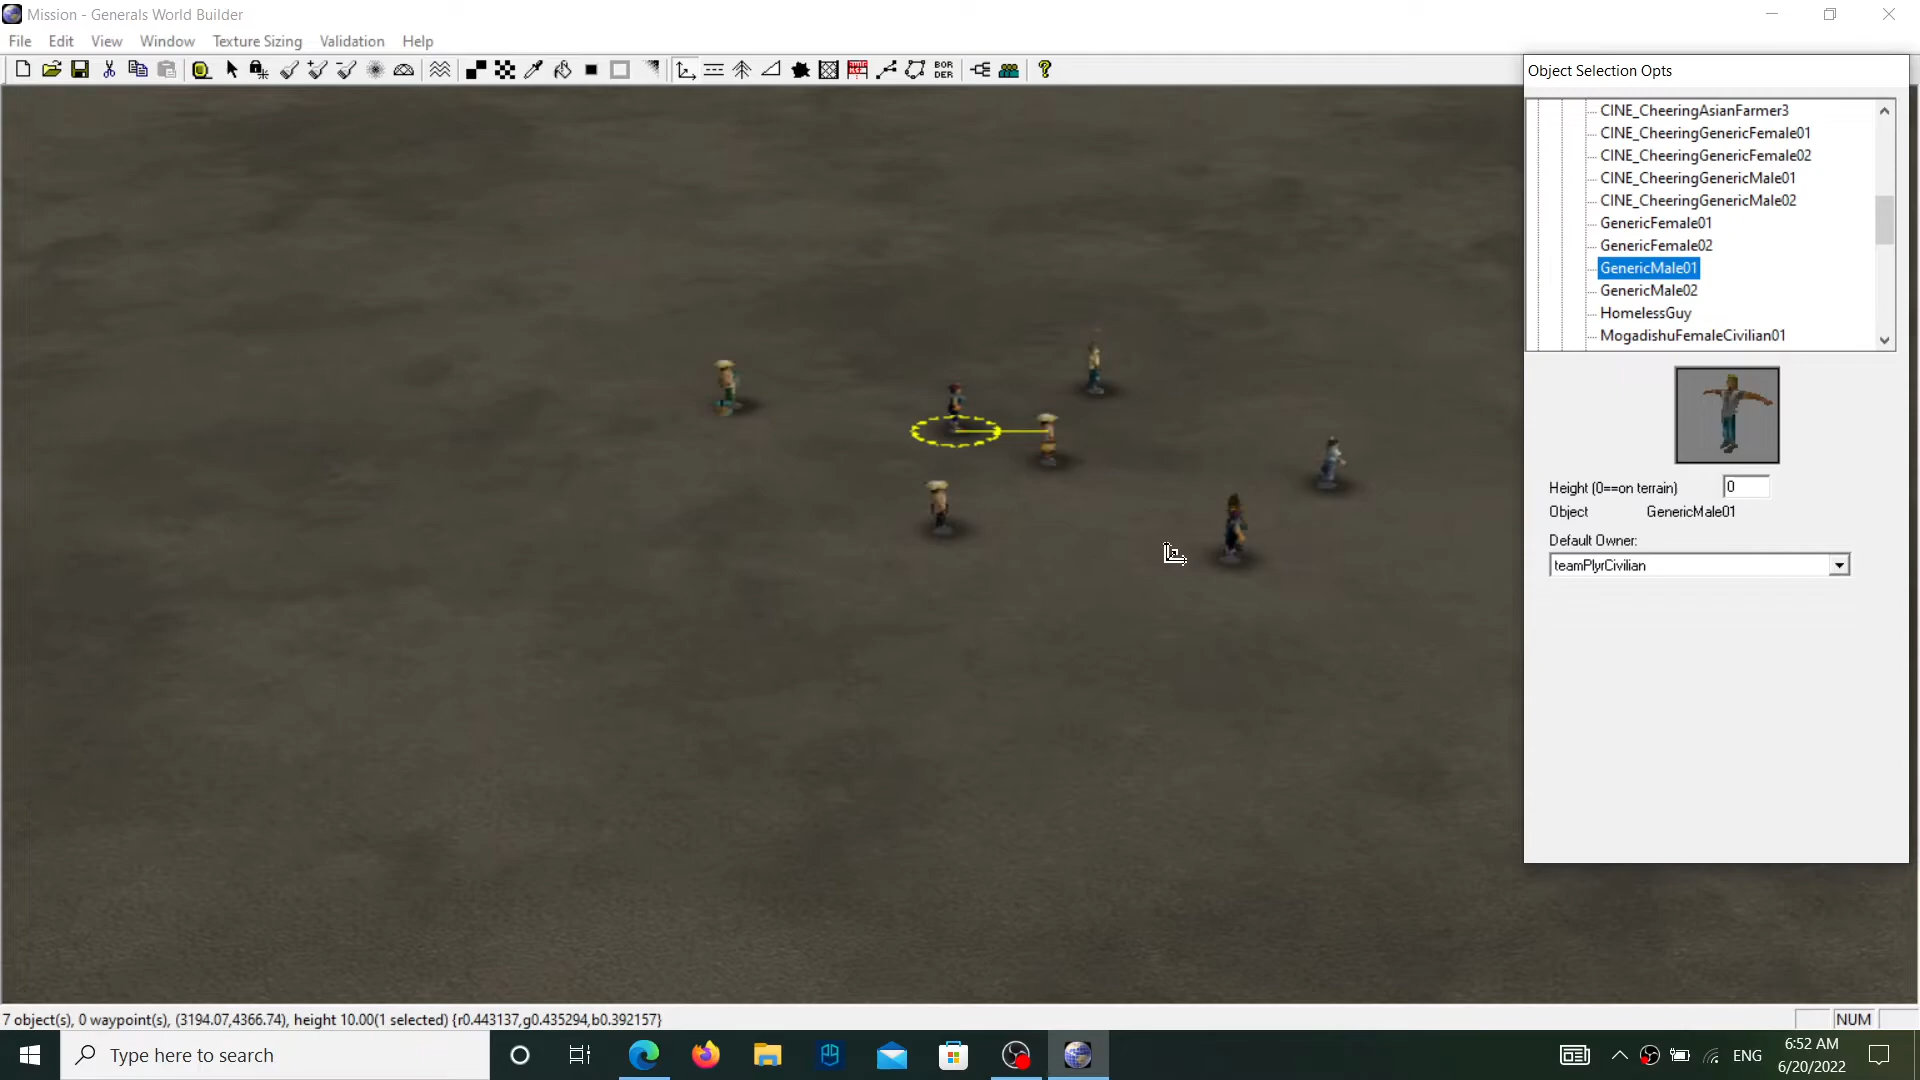 Mission - Generals World Builder
File Edit View Window Texture Sizing Validation Help
BOR
DER
Object Selection Opts
CINE_CheeringAsianFarmer3
CINE_CheeringGenericFemale01
CINE_CheeringGenericFemale02
CINE_CheeringGenericMale01
CINE_CheeringGenericMale02
GenericFemale01
GenericFemale02
GenericMale01
GenericMale02
HomelessGuy
MogadishuFemaleCivilian01
Height (0==on terrain) 0
Object GenericMale01
Default Owner:
teamPlyrCivilian
7 object(s), 0 waypoint(s), (3194.07,4366.74), height 10.00(1 selected) {r0.443137,g0.435294,b0.392157}
NUM
Type here to search
ENG
6:52 AM
6/20/2022